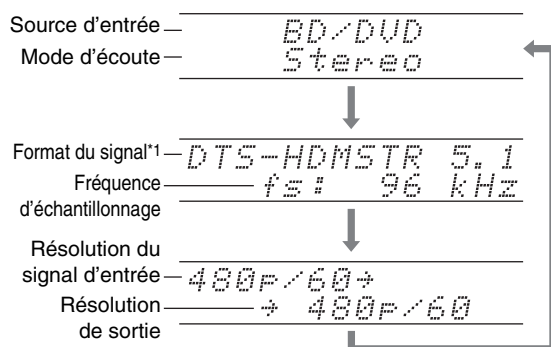 Source d'entrée
BD/DVD
Mode d'écoute
Stereo
Format du signal*1
DTS-HDMSTR 5.1
Fréquence
d'échantillonnage
fs: 96 kHz
Résolution du
signal d'entrée
480p/60→
Résolution
de sortie
→ 480p/60